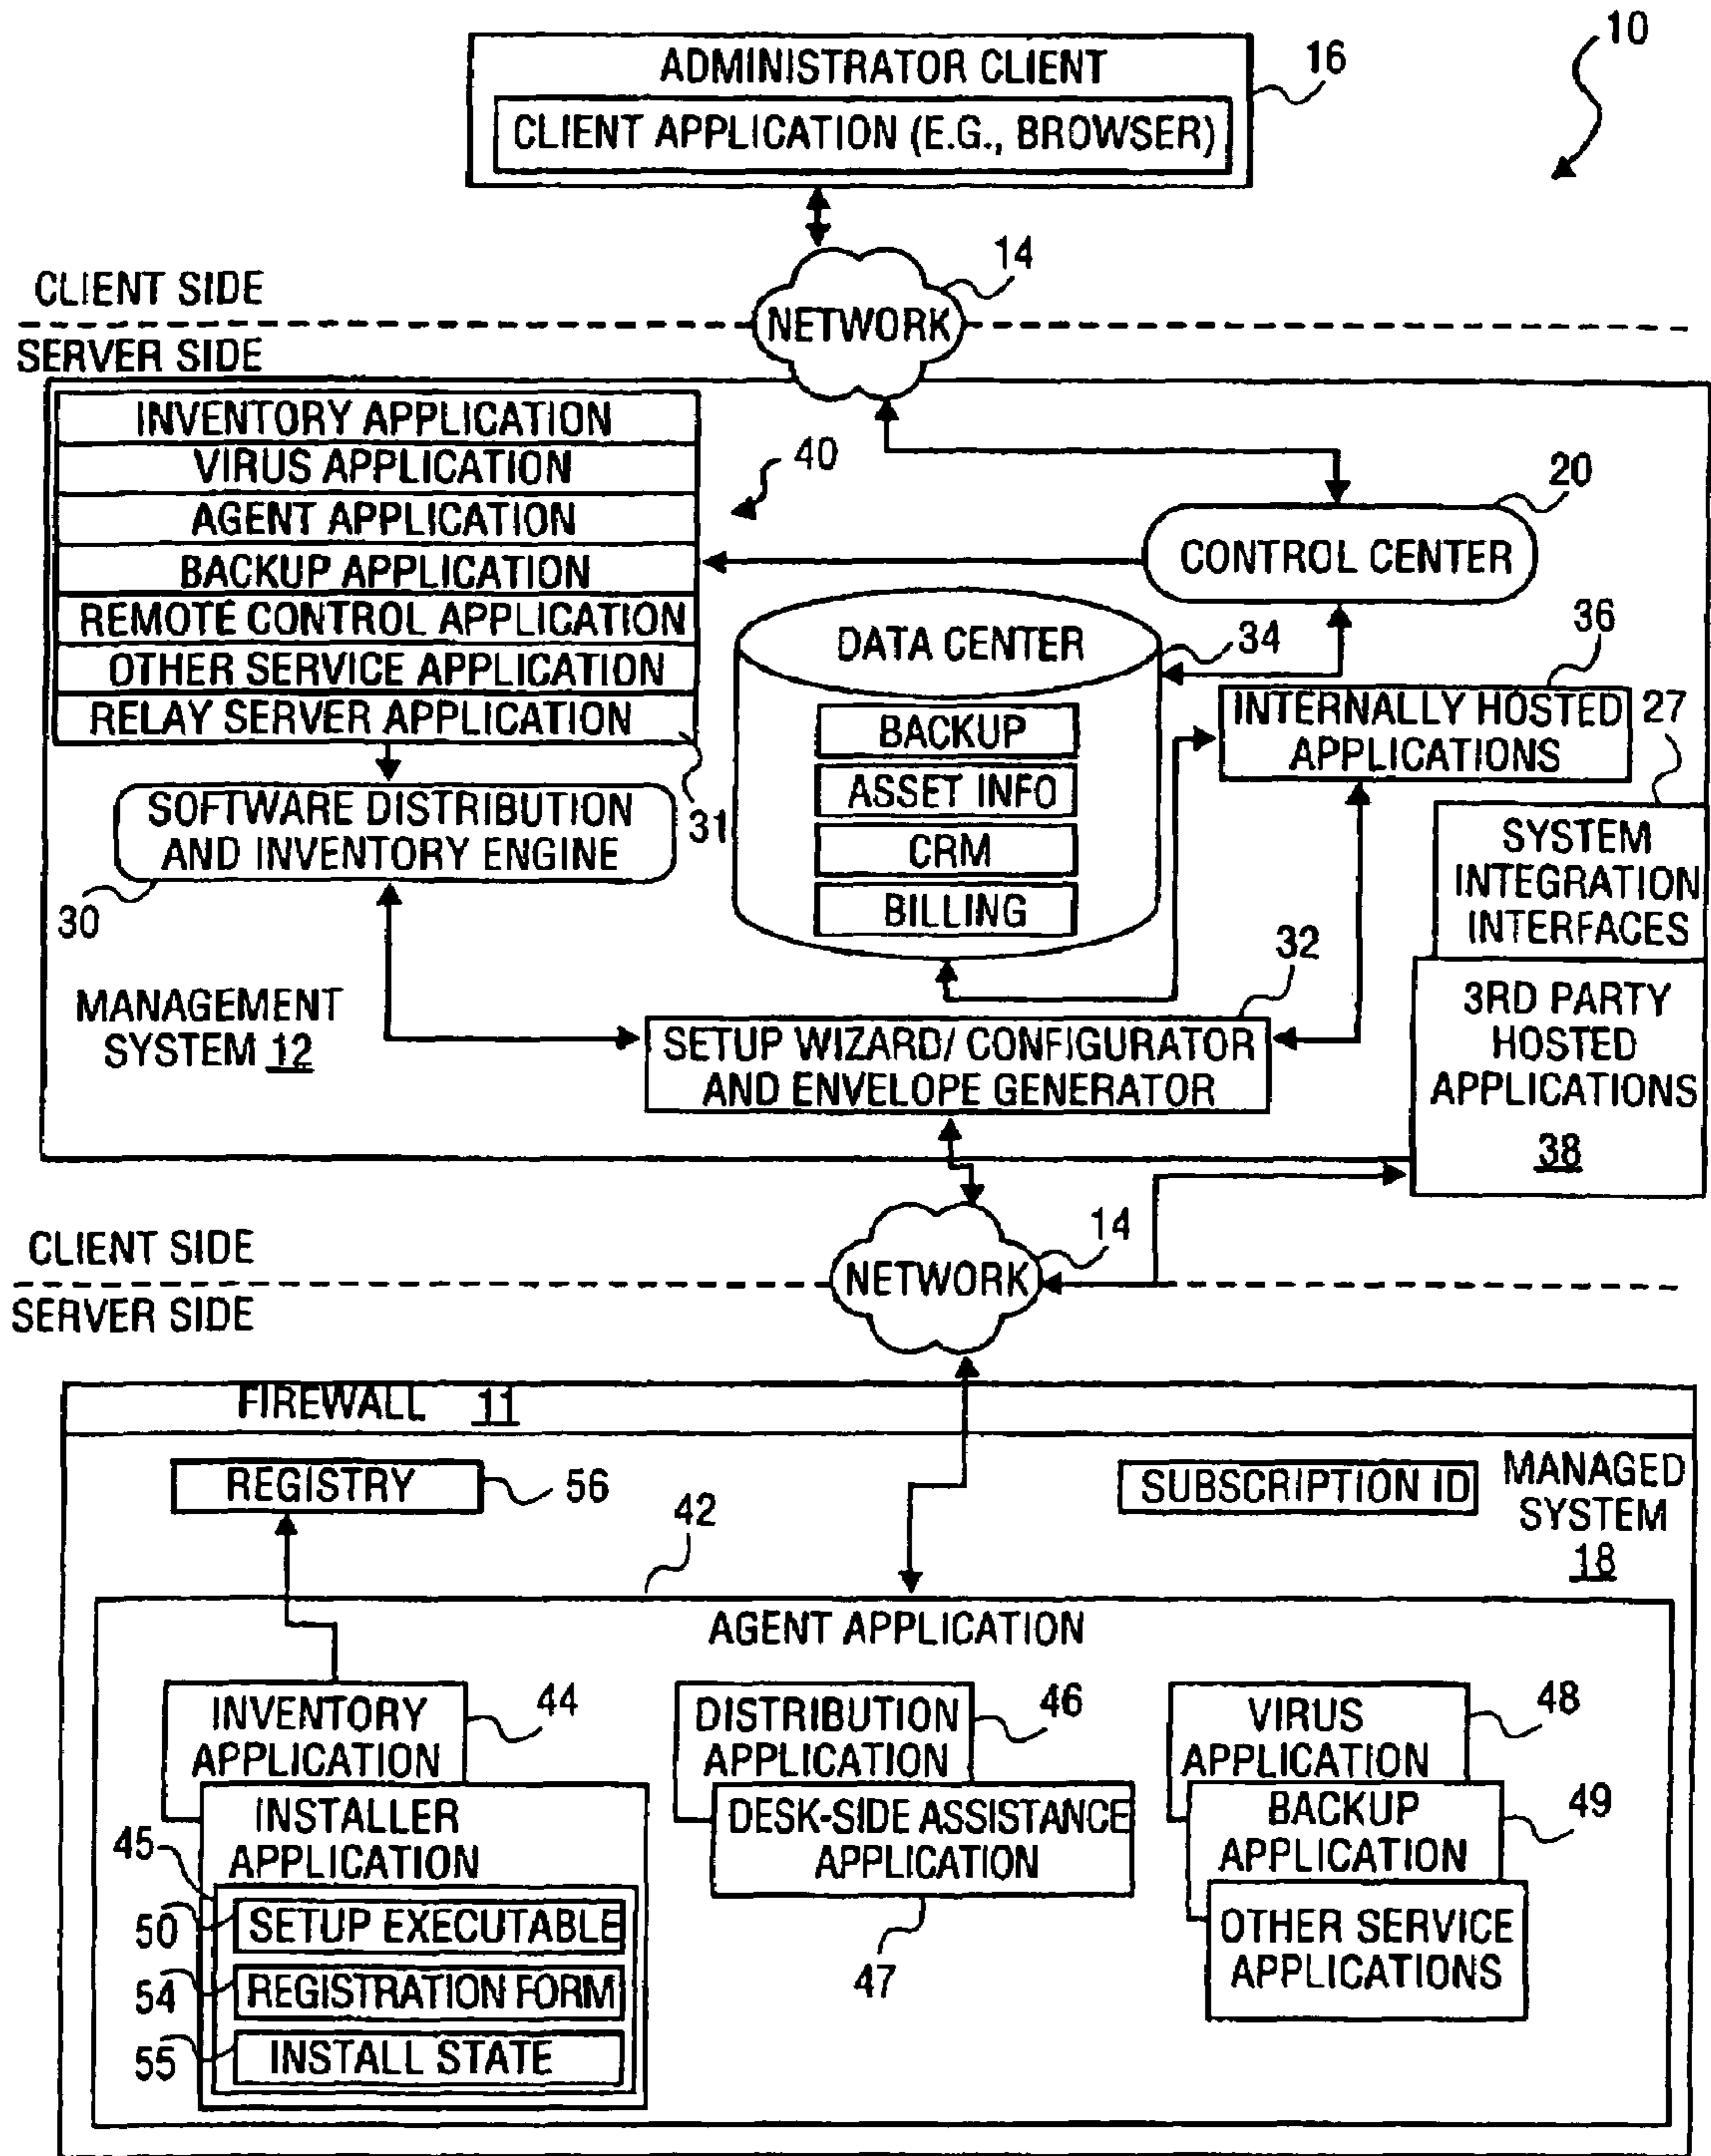 10
ADMINISTRATOR CLIENT
16
CLIENT APPLICATION (E.G., BROWSER)
14
CLIENT SIDE
NETWORK
SERVER SIDE
INVENTORY APPLICATION
VIRUS APPLICATION
40
20
AGENT APPLICATION
BACKUP APPLICATION
CONTROL CENTER
REMOTE CONTROL APPLICATION
OTHER SERVICE APPLICATION
RELAY SERVER APPLICATION
31
DATA CENTER
34
36
BACKUP
ASSET INFO
CRM
BILLING
INTERNALLY HOSTED
APPLICATIONS
27
SOFTWARE DISTRIBUTION
AND INVENTORY ENGINE
30
SYSTEM
INTEGRATION
INTERFACES
32
MANAGEMENT
SYSTEM 12
SETUP WIZARD/ CONFIGURATOR
AND ENVELOPE GENERATOR
3RD PARTY
HOSTED
APPLICATIONS
38
CLIENT SIDE
14
NETWORK
SERVER SIDE
FIREWALL 11
REGISTRY
56
SUBSCRIPTION ID
MANAGED
SYSTEM
18
42
AGENT APPLICATION
INVENTORY
APPLICATION
44
INSTALLER
APPLICATION
45
50
SETUP EXECUTABLE
54
REGISTRATION FORM
55
INSTALL STATE
DISTRIBUTION
APPLICATION
46
DESK-SIDE ASSISTANCE
APPLICATION
47
VIRUS
APPLICATION
48
BACKUP
APPLICATION
49
OTHER SERVICE
APPLICATIONS